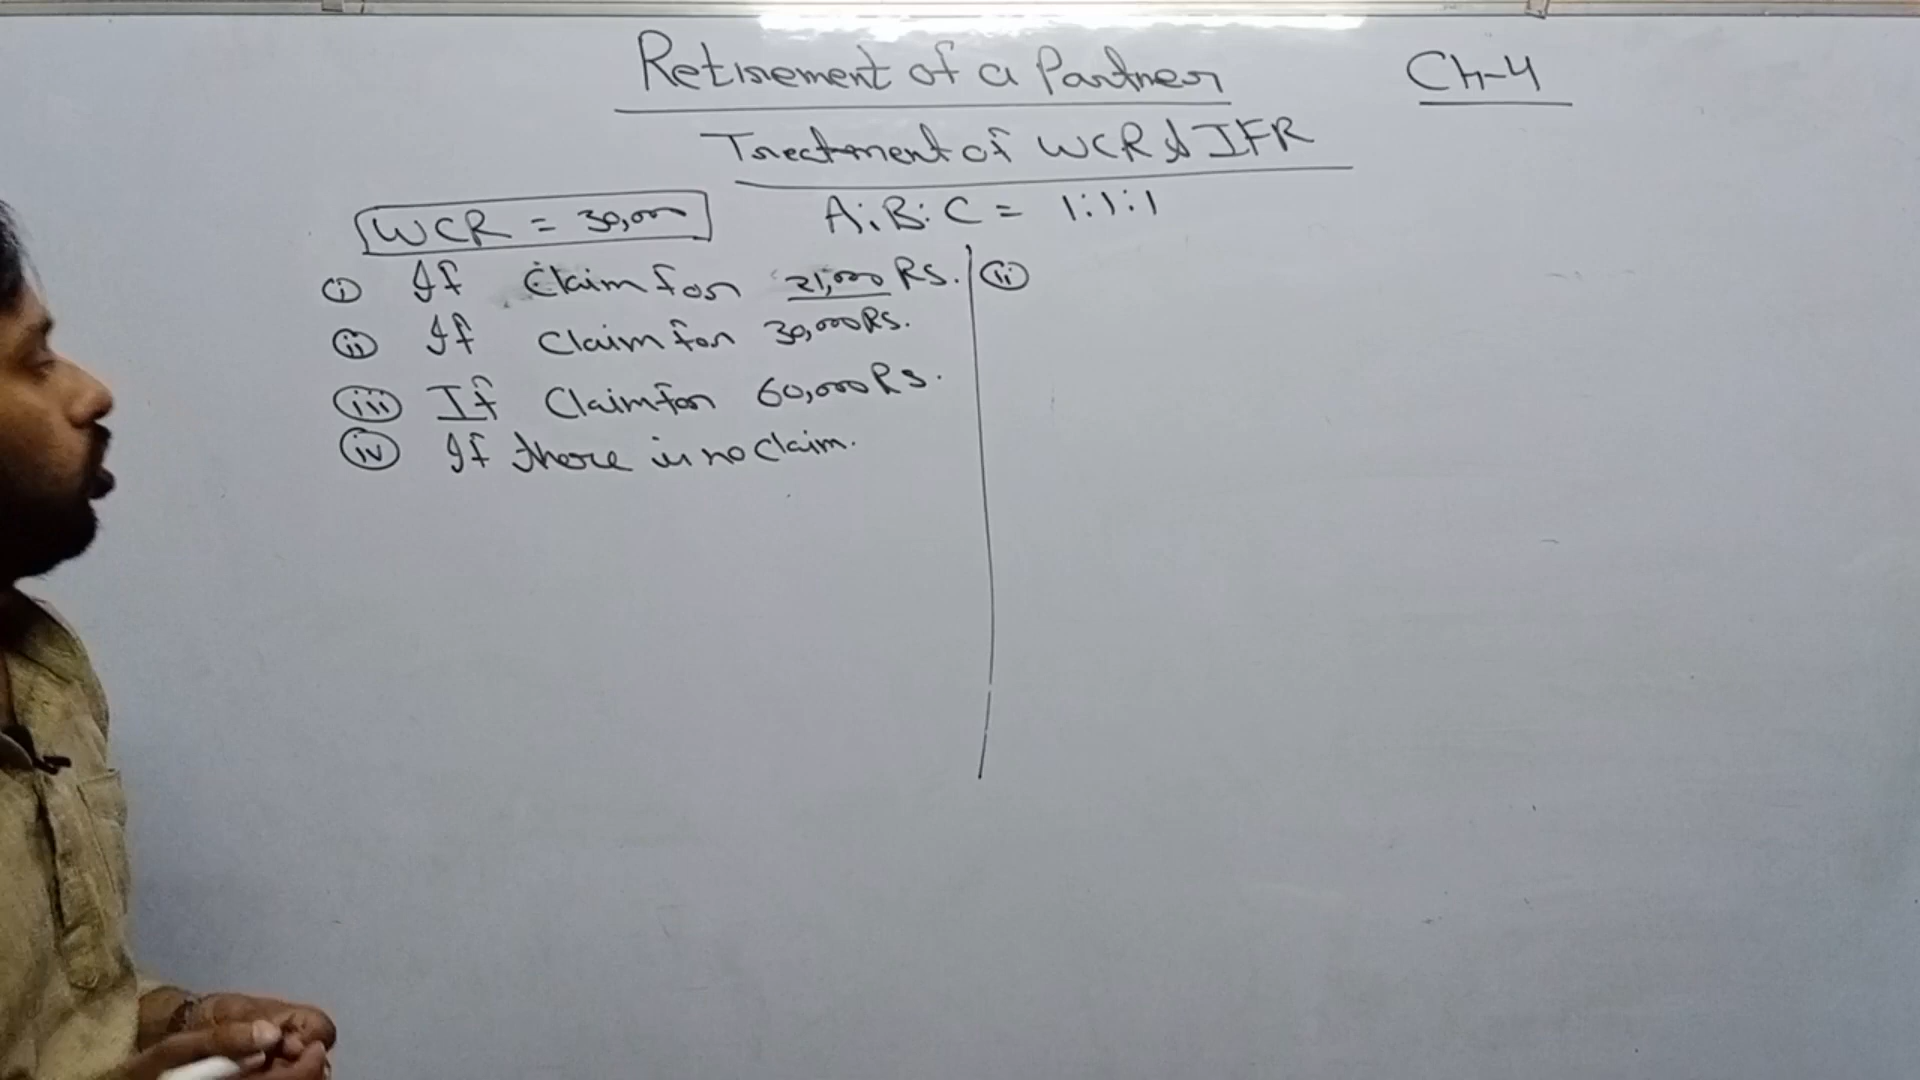 Retirement of a Partner
Ch-4
Treatment of WCR & IFR
WCR = 30,000
A:B:C = 1:1:1
(i) If Claim for 21,000 Rs.
(ii) If Claim for 30,000 Rs.
(iii) If Claim for 60,000 Rs.
(iv) If there is no claim.
(ii)